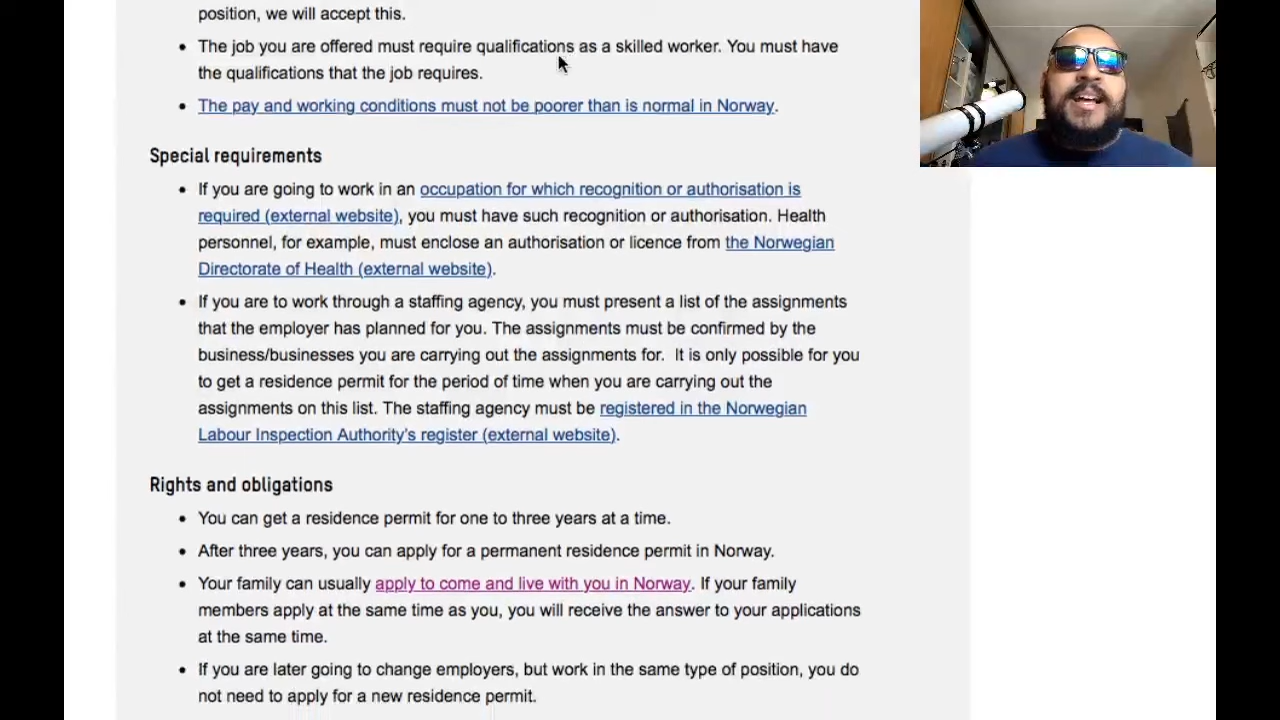 position, we will accept this.
The job you are offered must require qualifications as a skilled worker. You must have
the qualifications that the job requires.
The pay and working conditions must not be poorer than is normal in Norway.
Special requirements
If you are going to work in an occupation for which recognition or authorisation is
required (external website), you must have such recognition or authorisation. Health
personnel, for example, must enclose an authorisation or licence from the Norwegian
Directorate of Health (external website).
If you are to work through a staffing agency, you must present a list of the assignments
that the employer has planned for you. The assignments must be confirmed by the
business/businesses you are carrying out the assignments for. It is only possible for you
to get a residence permit for the period of time when you are carrying out the
assignments on this list. The staffing agency must be registered in the Norwegian
Labour Inspection Authority's register (external website).
Rights and obligations
You can get a residence permit for one to three years at a time.
After three years, you can apply for a permanent residence permit in Norway.
Your family can usually apply to come and live with you in Norway. If your family
members apply at the same time as you, you will receive the answer to your applications
at the same time.
If you are later going to change employers, but work in the same type of position, you do
not need to apply for a new residence permit.